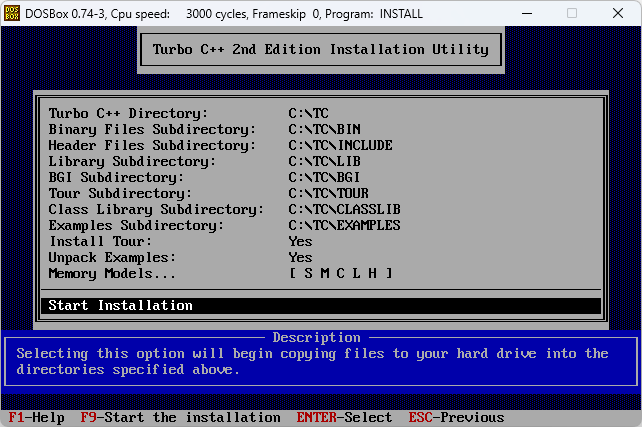 DOSBox 0.74-3, Cpu speed: 3000 cycles, Frameskip 0, Program: INSTALL
Turbo C++ 2nd Edition Installation Utility
Turbo C++ Directory: C:\TC
Binary Files Subdirectory: C:\TC\BIN
Header Files Subdirectory: C:\TC\INCLUDE
Library Subdirectory: C:\TC\LIB
BGI Subdirectory: C:\TC\BGI
Tour Subdirectory: C:\TC\TOUR
Class Library Subdirectory: C:\TC\CLASSLIB
Examples Subdirectory: C:\TC\EXAMPLES
Install Tour: Yes
Unpack Examples: Yes
Memory Models... [ S M C L H ]
Start Installation
Description
Selecting this option will begin copying files to your hard drive into the
directories specified above.
F1-Help F9-Start the installation ENTER-Select ESC-Previous